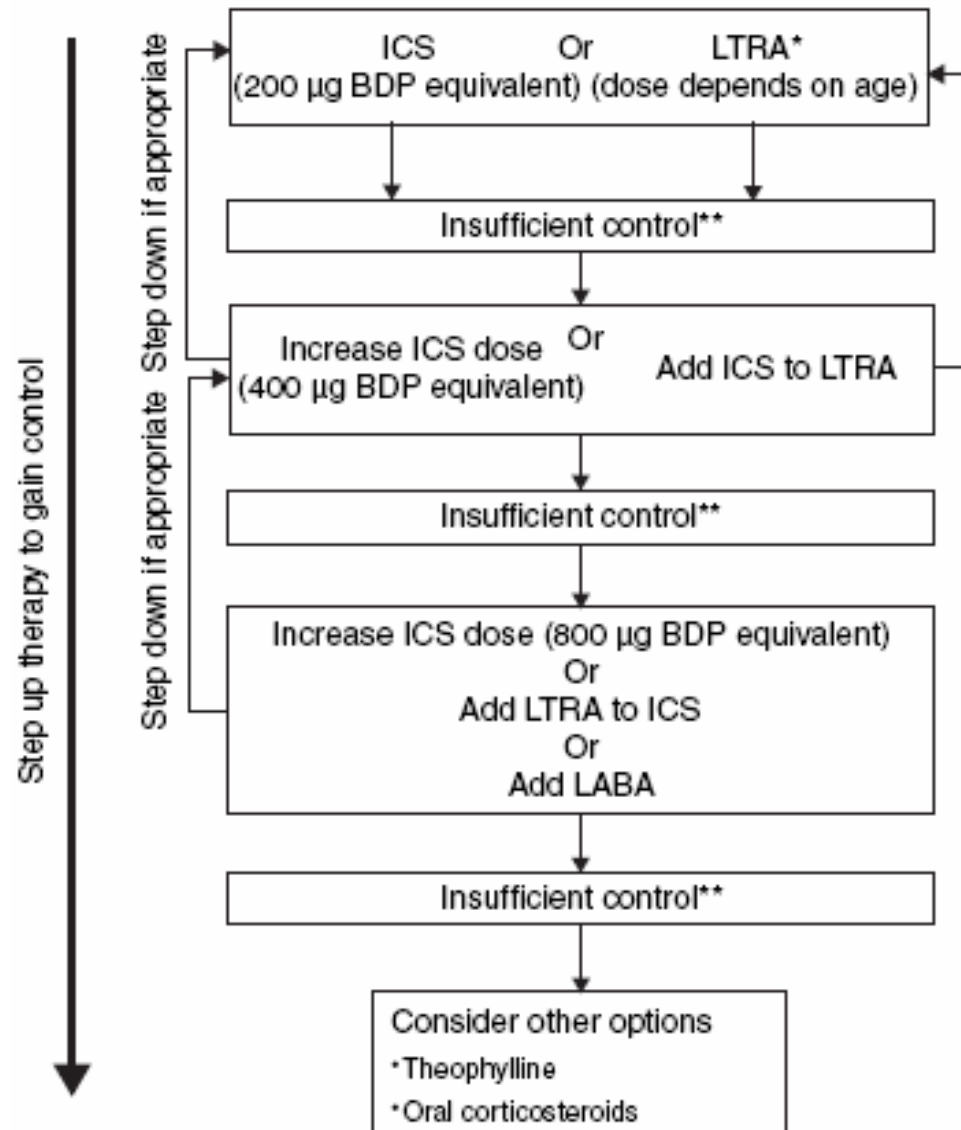 ICS Or LTRA*
(200 µg BDP equivalent) (dose depends on age)
Insufficient control**
Increase ICS dose Or
(400 µg BDP equivalent)
Add ICS to LTRA
Insufficient control**
Increase ICS dose (800 µg BDP equivalent)
Or
Add LTRA to ICS
Or
Add LABA
Insufficient control**
Consider other options
*Theophylline
*Oral corticosteroids
Step down if appropriate
Step down if appropriate
Step up therapy to gain control